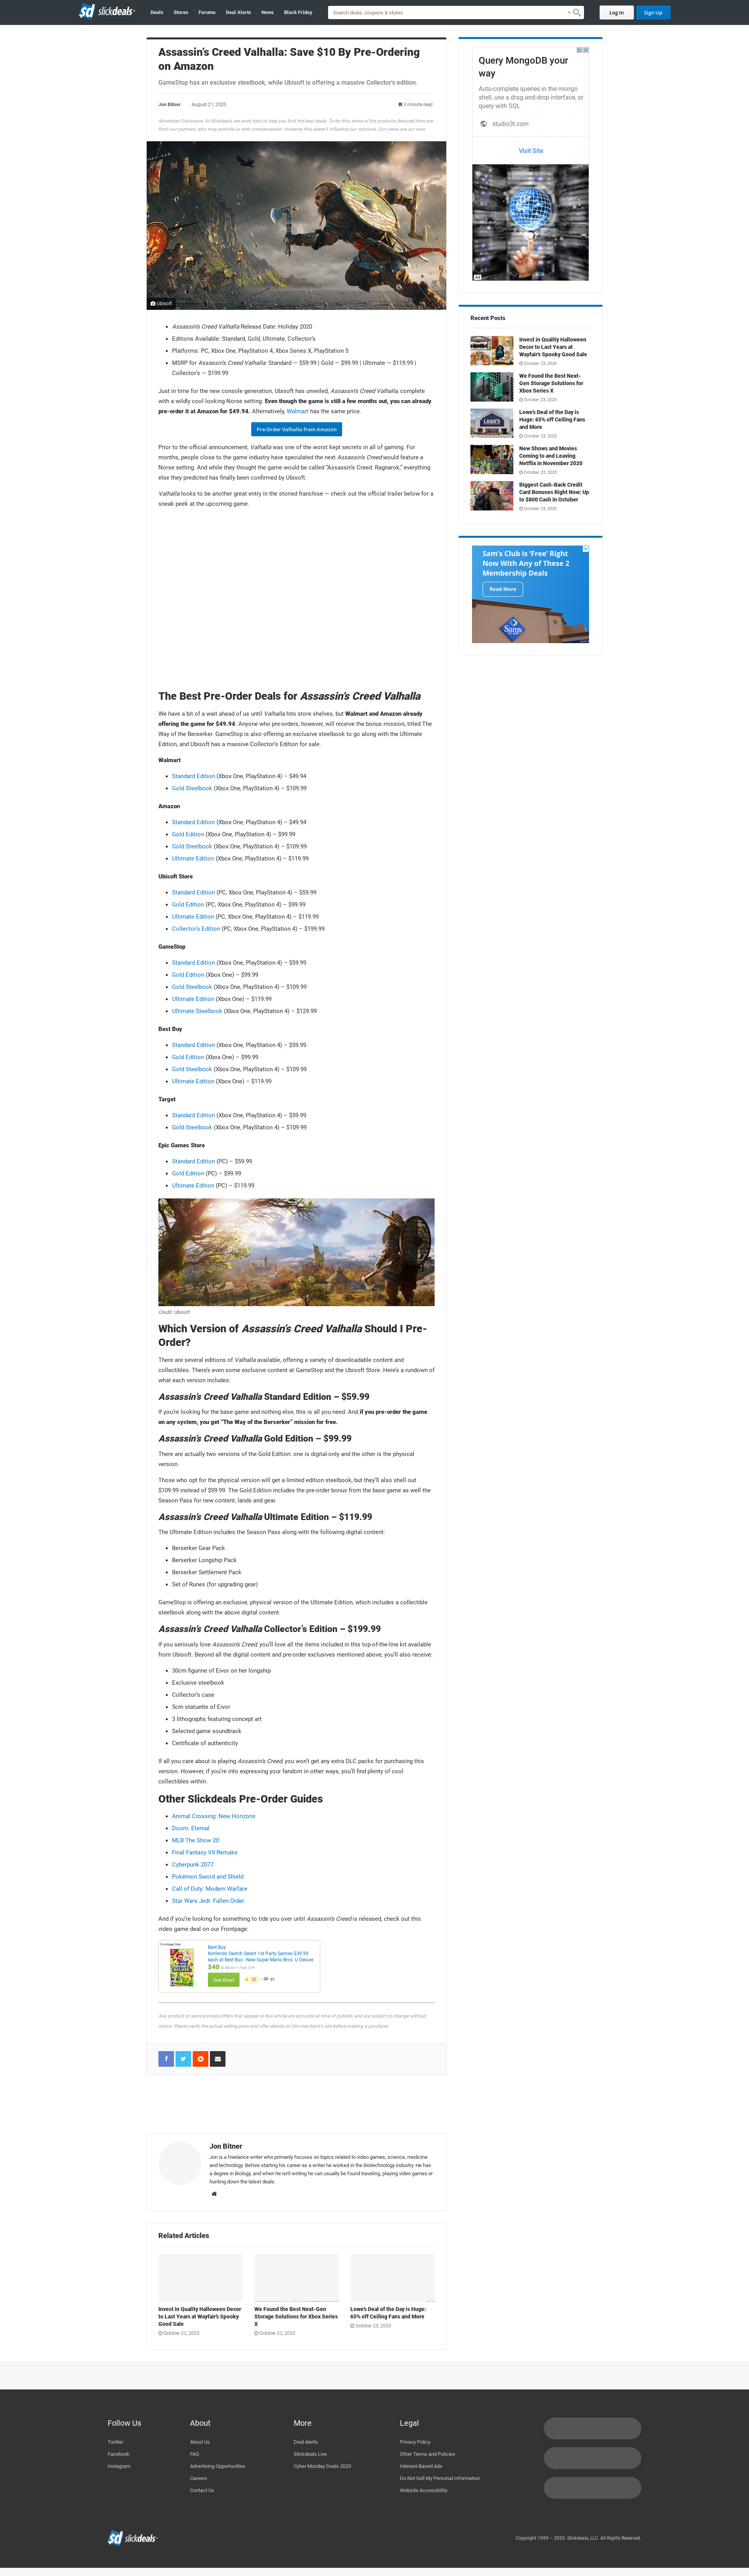 slickdeals
Deals Stores Forums Deal Alerts News Black Friday
Search deals, coupons & stores
Log In
Sign Up
Assassin's Creed Valhalla: Save $10 By Pre-Ordering
on Amazon
GameStop has an exclusive steelbook, while Ubisoft is offering a massive Collector's edition.
Jon Bitner · August 21, 2020
3 minute read
Advertiser Disclosure: At Slickdeals, we work hard to help you find the best deals. To do this, some of the products featured here are
from our partners, who may provide us with compensation. However, this doesn't influence our opinions. Our views are our own.
Ubisoft
Assassin's Creed Valhalla Release Date: Holiday 2020
Editions Available: Standard, Gold, Ultimate, Collector's
Platforms: PC, Xbox One, PlayStation 4, Xbox Series X, PlayStation 5
MSRP for Assassin's Creed Valhalla: Standard — $59.99 | Gold — $99.99 | Ultimate — $119.99 |
Collector's — $199.99
Just in time for the new console generation, Ubisoft has unveiled, Assassin's Creed Valhalla, complete
with a wildly cool looking Norse setting. Even though the game is still a few months out, you can already
pre-order it at Amazon for $49.94. Alternatively, Walmart has the same price.
Pre-Order Valhalla from Amazon
Prior to the official announcement, Valhalla was one of the worst kept secrets in all of gaming. For
months, people close to the game industry have speculated the next Assassin's Creed would feature a
Norse setting. And while they thought the game would be called "Assassin's Creed: Ragnarok," everything
else they predicted has finally been confirmed by Ubisoft.
Valhalla looks to be another great entry in the storied franchise — check out the official trailer below for a
sneak peek at the upcoming game.
The Best Pre-Order Deals for Assassin's Creed Valhalla
We have a bit of a wait ahead of us until Valhalla hits store shelves, but Walmart and Amazon already
offering the game for $49.94. Anyone who pre-orders, however, will receive the bonus mission, titled The
Way of the Berserker. GameStop is also offering an exclusive steelbook to go along with the Ultimate
Edition, and Ubisoft has a massive Collector's Edition for sale.
Walmart
Standard Edition (Xbox One, PlayStation 4) – $49.94
Gold Steelbook (Xbox One, PlayStation 4) – $109.99
Amazon
Standard Edition (Xbox One, PlayStation 4) – $49.94
Gold Edition (Xbox One, PlayStation 4) – $99.99
Gold Steelbook (Xbox One, PlayStation 4) – $109.99
Ultimate Edition (Xbox One, PlayStation 4) – $119.99
Ubisoft Store
Standard Edition (PC, Xbox One, PlayStation 4) – $59.99
Gold Edition (PC, Xbox One, PlayStation 4) – $99.99
Ultimate Edition (PC, Xbox One, PlayStation 4) – $119.99
Collector's Edition (PC, Xbox One, PlayStation 4) – $199.99
GameStop
Standard Edition (Xbox One, PlayStation 4) – $59.99
Gold Edition (Xbox One) – $99.99
Gold Steelbook (Xbox One, PlayStation 4) – $109.99
Ultimate Edition (Xbox One) – $119.99
Ultimate Steelbook (Xbox One, PlayStation 4) – $129.99
Best Buy
Standard Edition (Xbox One, PlayStation 4) – $59.99
Gold Edition (Xbox One) – $99.99
Gold Steelbook (Xbox One, PlayStation 4) – $109.99
Ultimate Edition (Xbox One) – $119.99
Target
Standard Edition (Xbox One, PlayStation 4) – $59.99
Gold Steelbook (Xbox One, PlayStation 4) – $109.99
Epic Games Store
Standard Edition (PC) – $59.99
Gold Edition (PC) – $99.99
Ultimate Edition (PC) – $119.99
Credit: Ubisoft
Which Version of Assassin's Creed Valhalla Should I Pre-
Order?
There are several editions of Valhalla available, offering a variety of downloadable content and
collectibles. There's even some exclusive content at GameStop and the Ubisoft Store. Here's a rundown of
what each version includes:
Assassin's Creed Valhalla Standard Edition – $59.99
If you're looking for the base game and nothing else, this is all you need. And if you pre-order the game
on any system, you get "The Way of the Berserker" mission for free.
Assassin's Creed Valhalla Gold Edition – $99.99
There are actually two versions of the Gold Edition: one is digital-only and the other is the physical
version.
Those who opt for the physical version will get a limited edition steelbook, but they'll also shell out
$109.99 instead of $99.99. The Gold Edition includes the pre-order bonus from the base game as well the
Season Pass for new content, lands and gear.
Assassin's Creed Valhalla Ultimate Edition – $119.99
The Ultimate Edition includes the Season Pass along with the following digital content:
Berserker Gear Pack
Berserker Longship Pack
Berserker Settlement Pack
Set of Runes (for upgrading gear)
GameStop is offering an exclusive, physical version of the Ultimate Edition, which includes a collectible
steelbook along with the above digital content.
Assassin's Creed Valhalla Collector's Edition – $199.99
If you seriously love Assassin's Creed, you'll love all the items included in this top-of-the-line kit available
from Ubisoft. Beyond all the digital content and pre-order exclusives mentioned above, you'll also receive:
30cm figurine of Eivor on her longship
Exclusive steelbook
Collector's case
5cm statuette of Eivor
3 lithographs featuring concept art
Selected game soundtrack
Certificate of authenticity
If all you care about is playing Assassin's Creed, you won't get any extra DLC packs for purchasing this
version. However, if you're into expressing your fandom in other ways, you'll find plenty of cool
collectibles within.
Other Slickdeals Pre-Order Guides
Animal Crossing: New Horizons
Doom: Eternal
MLB The Show 20
Final Fantasy VII Remake
Cyberpunk 2077
Pokémon Sword and Shield
Call of Duty: Modern Warfare
Star Wars Jedi: Fallen Order
And if you're looking for something to tide you over until Assassin's Creed is released, check out this
video game deal on our Frontpage:
Frontpage Deal
Best Buy
Nintendo Switch Select 1st Party Games $39.99
each at Best Buy - New Super Mario Bros. U Deluxe
$40 & More + Free S/H
See Deal
Any product or service prices/offers that appear in this article are accurate at time of publish, and are subject to change without
notice. Please verify the actual selling price and offer details on the merchant's site before making a purchase.
Jon Bitner
Jon is a freelance writer who primarily focuses on topics related to video games, science, medicine
and technology. Before starting his career as a writer he worked in the Biotechnology industry. He has
a degree in Biology, and when he isn't writing he can usually be found traveling, playing video games or
hunting down the latest deals.
Related Articles
Invest in Quality Halloween Decor
to Last Years at Wayfair's Spooky
Good Sale
October 23, 2020
We Found the Best Next-Gen
Storage Solutions for Xbox Series
X
October 23, 2020
Lowe's Deal of the Day is Huge:
65% off Ceiling Fans and More
October 23, 2020
Query MongoDB your
way
Auto-complete queries in the mongo
shell, use a drag-and-drop interface, or
query with SQL
studio3t.com
Visit Site
Ad
Recent Posts
Invest in Quality Halloween
Decor to Last Years at
Wayfair's Spooky Good Sale
October 23, 2020
We Found the Best Next-
Gen Storage Solutions for
Xbox Series X
October 23, 2020
LOWE'S
Lowe's Deal of the Day is
Huge: 65% off Ceiling Fans
and More
October 23, 2020
New Shows and Movies
Coming to and Leaving
Netflix in November 2020
October 23, 2020
Biggest Cash-Back Credit
Card Bonuses Right Now: Up
to $800 Cash in October
October 23, 2020
Sam's Club is 'Free' Right
Now With Any of These 2
Membership Deals
Read More
Sam's
Follow Us
Twitter
Facebook
Instagram
About
About Us
FAQ
Advertising Opportunities
Careers
Contact Us
More
Deal Alerts
Slickdeals Live
Cyber Monday Deals 2020
Legal
Privacy Policy
Other Terms and Policies
Interest-Based Ads
Do Not Sell My Personal Information
Website Accessibility
slickdeals
Copyright 1999 – 2020. Slickdeals, LLC. All Rights Reserved.